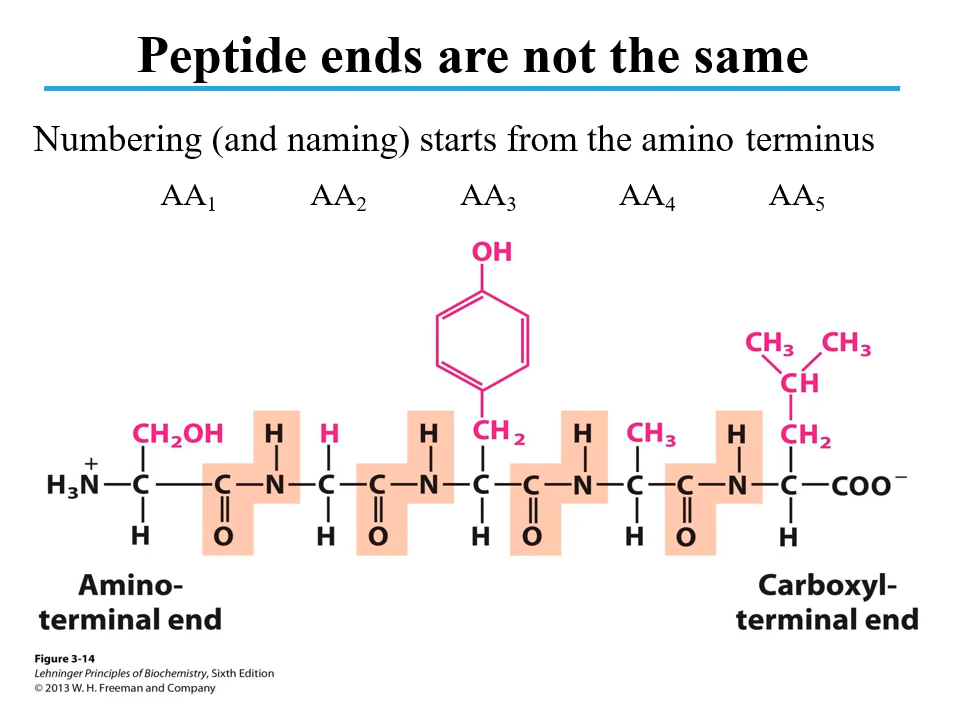 Peptide ends are not the same
Numbering (and naming) starts from the amino terminus
AA₁ AA₂ AA₃ AA₄ AA₅
OH
CH₃ CH₃
CH
CH₂OH H H H CH₂ H CH₃ H CH₂
H₃N⁺—C—C—N—C—C—N—C—C—N—C—C—N—C—COO⁻
H O H O H O H O H
Amino-
terminal end
Carboxyl-
terminal end
Figure 3-14
Lehninger Principles of Biochemistry, Sixth Edition
© 2013 W. H. Freeman and Company